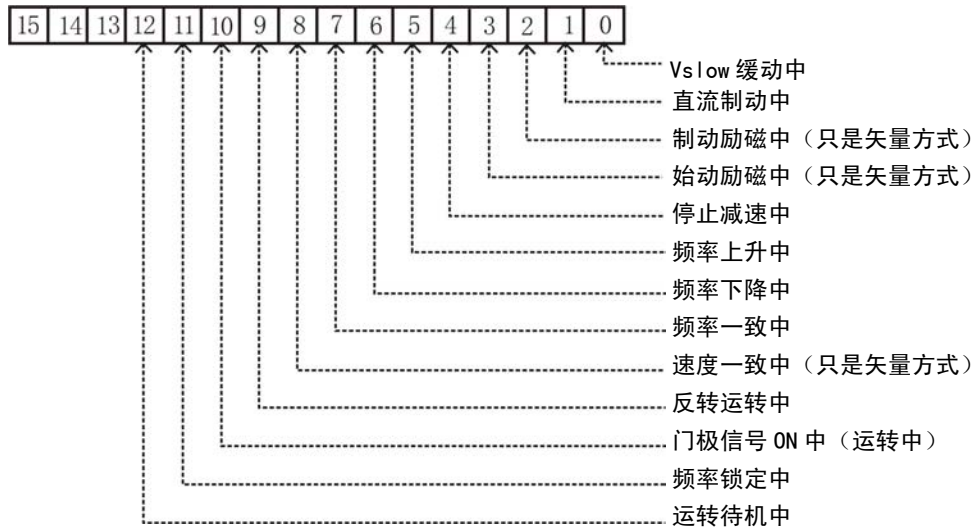 15 14 13 12 11 10 9 8 7 6 5 4 3 2 1 0
Vslow 缓动中
直流制动中
制动励磁中（只是矢量方式）
始动励磁中（只是矢量方式）
停止减速中
频率上升中
频率下降中
频率一致中
速度一致中（只是矢量方式）
反转运转中
门极信号 ON 中（运转中）
频率锁定中
运转待机中